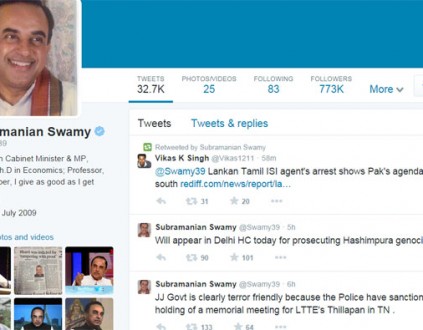 TWEETS PHOTOS/VIDEOS FOLLOWING FOLLOWERS
32.7K 25 83 773K More
manian Swamy
39
Cabinet Minister & MP,
h.D in Economics; Professor,
I give as good as I get
July 2009
otos and videos
Tweets Tweets & replies
Retweeted by Subramanian Swamy
Vikas K Singh @Vikas1211 · 58m
@Swamy39 Lankan Tamil ISI agent's arrest shows Pak's agenda
south rediff.com/news/report/la…
31 20
Subramanian Swamy @Swamy39 · 5h
Will appear in Delhi HC today for prosecuting Hashimpura genoci
90 101
Subramanian Swamy @Swamy39 · 6h
JJ Govt is clearly terror friendly because the Police have sanction
holding of a memorial meeting for LTTE's Thillapan in TN .
133 64